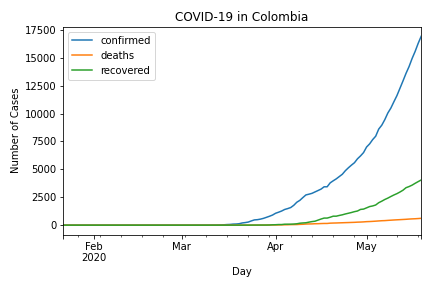 COVID-19 in Colombia
17500
15000
12500
10000
7500
5000
2500
0
Number of Cases
confirmed
deaths
recovered
Feb Mar Apr May
2020
Day